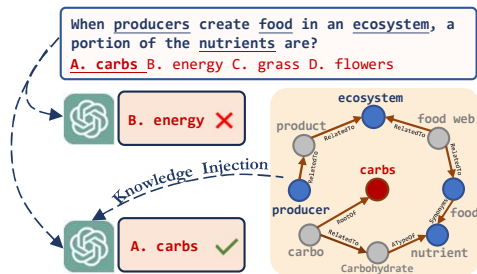 When producers create food in an ecosystem, a
portion of the nutrients are?
A. carbs B. energy C. grass D. flowers
B. energy
Knowledge Injection
A. carbs
ecosystem
product
food web
RelatedTo
RelatedTo
RelatedTo
RelatedTo
carbs
producer
food
RootOF
Synonyms
carbo
RelatedTo
ATypeOF
nutrient
Carbohydrate